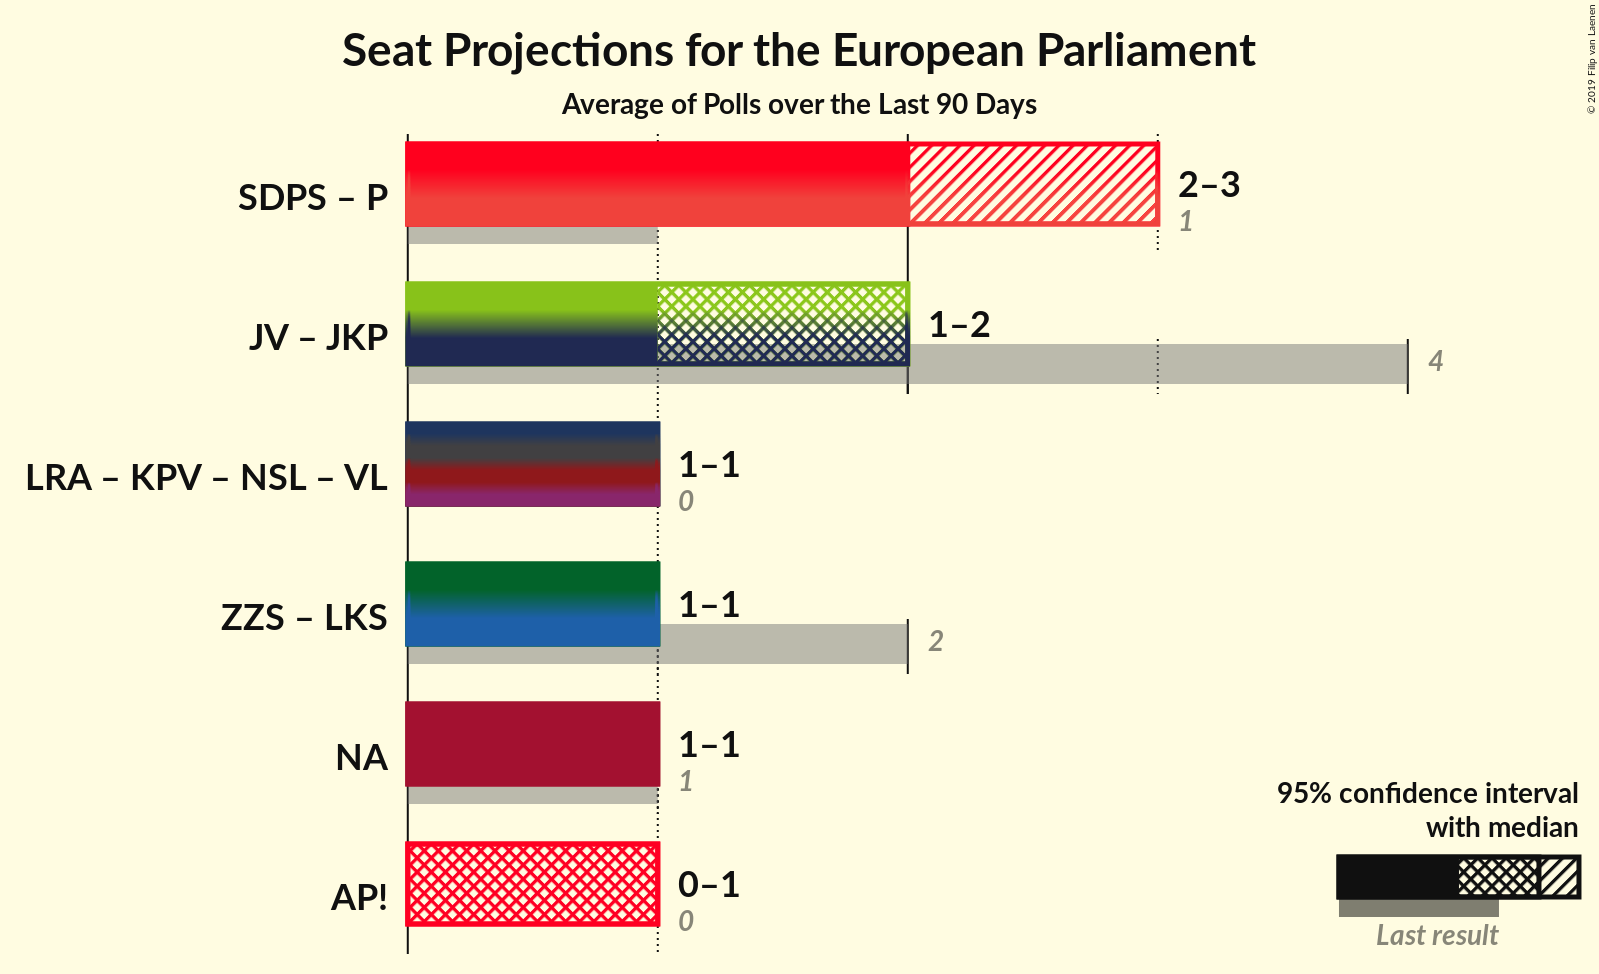 Seat Projections for the European Parliament
Average of Polls over the Last 90 Days
© 2019 Filip van Laenen
SDPS – P
2–3
1
JV – JKP
1–2
4
LRA – KPV – NSL – VL
1–1
0
ZZS – LKS
1–1
2
NA
1–1
1
AP!
0–1
0
95% confidence interval
with median
Last result